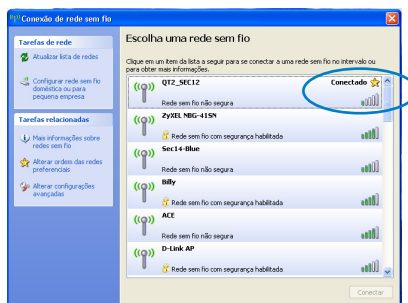 Conexão de rede sem fio
Tarefas de rede
Atualizar lista de redes
Configurar rede sem fio
doméstica ou para
pequena empresa
Tarefas relacionadas
Mais informações sobre
redes sem fio
Alterar ordem das redes
preferenciais
Alterar configurações
avançadas
Escolha uma rede sem fio
Clique em um item da lista a seguir para se conectar a uma rede sem fio no intervalo ou
para obter mais informações.
QT2_SEC12 Conectado
Rede sem fio não segura
ZyXEL NBG-415N
Rede sem fio com segurança habilitada
Sec14-Blue
Rede sem fio não segura
Billy
Rede sem fio com segurança habilitada
ACE
Rede sem fio não segura
D-Link AP
Rede sem fio com segurança habilitada
Conectar